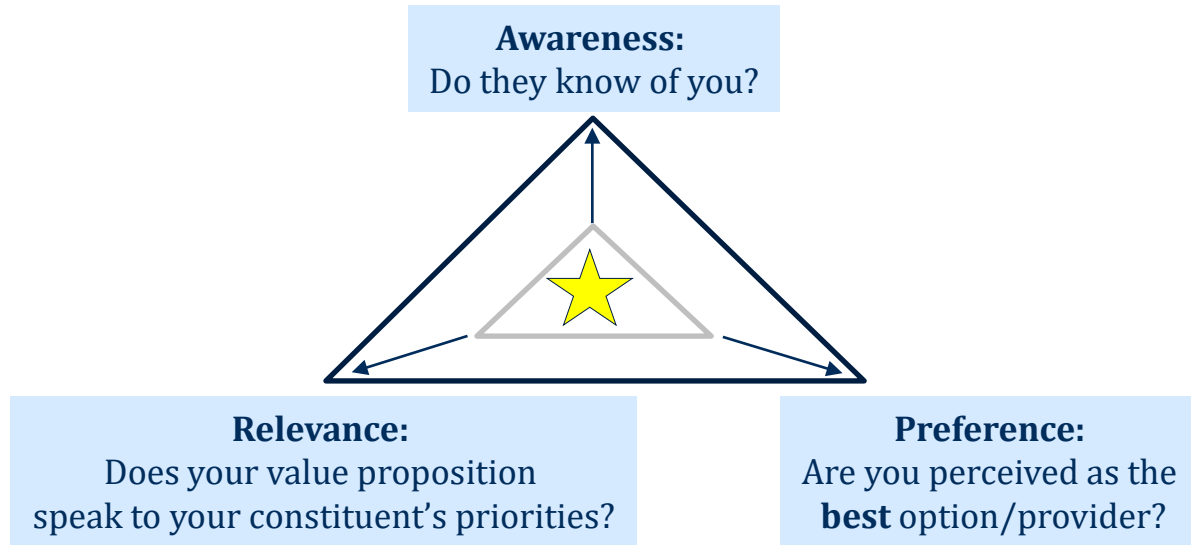 Awareness:
Do they know of you?
Relevance:
Does your value proposition
speak to your constituent’s priorities?
Preference:
Are you perceived as the
best option/provider?